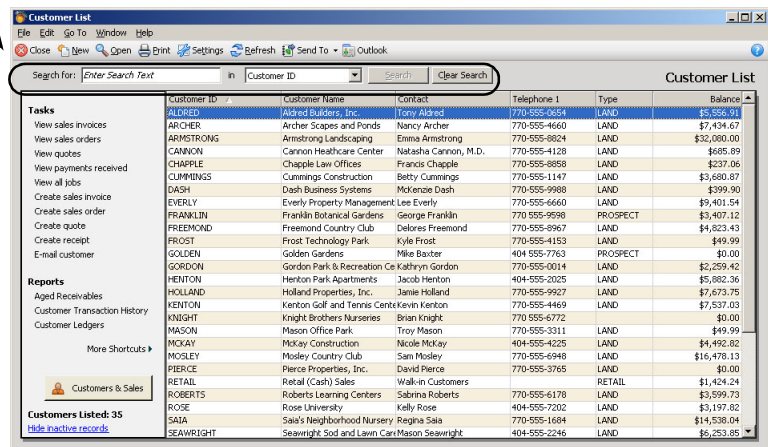 Customer List
File Edit Go To Window Help
Close New Open Print Settings Refresh Send To Outlook
Search for: Enter Search Text in Customer ID Search Clear Search Customer List
Tasks
View sales invoices
View sales orders
View quotes
View payments received
View all jobs
Create sales invoice
Create sales order
Create quote
Create receipt
E-mail customer
Reports
Aged Receivables
Customer Transaction History
Customer Ledgers
More Shortcuts
Customers & Sales
Customers Listed: 35
Hide inactive records
Customer ID Customer Name Contact Telephone 1 Type Balance
ALDRED Aldred Builders, Inc. Tony Aldred 770-555-0654 LAND $5,556.91
ARCHER Archer Scapes and Ponds Nancy Archer 770-555-4660 LAND $7,434.67
ARMSTRONG Armstrong Landscaping Emma Armstrong 770-555-8824 LAND $32,080.00
CANNON Cannon Heathcare Center Natasha Cannon, M.D. 770-555-4128 LAND $685.89
CHAPPLE Chapple Law Offices Francis Chapple 770-555-8858 LAND $237.06
CUMMINGS Cummings Construction Betty Cummings 770-555-1147 LAND $3,680.87
DASH Dash Business Systems McKenzie Dash 770-555-9988 LAND $399.90
EVERLY Everly Property Management Lee Everly 770-555-6660 LAND $9,401.54
FRANKLIN Franklin Botanical Gardens George Franklin 770 555-9598 PROSPECT $3,407.12
FREEMOND Freemond Country Club Delores Freemond 770-555-8967 LAND $4,823.43
FROST Frost Technology Park Kyle Frost 770-555-4153 LAND $49.99
GOLDEN Golden Gardens Mike Baxter 404 555-7763 PROSPECT $0.00
GORDON Gordon Park & Recreation Ce Kathryn Gordon 770-555-0014 LAND $2,259.42
HENTON Henton Park Apartments Jacob Henton 404-555-2025 LAND $5,882.36
HOLLAND Holland Properties, Inc. Jamie Holland 770-555-9927 LAND $7,673.75
KENTON Kenton Golf and Tennis Cente Kevin Kenton 770-555-4469 LAND $7,537.03
KNIGHT Knight Brothers Nurseries Brian Knight 770 555-6772 $0.00
MASON Mason Office Park Troy Mason 770-555-3311 LAND $49.99
MCKAY McKay Construction Nicole McKay 404-555-4225 LAND $4,492.82
MOSLEY Mosley Country Club Sam Mosley 770-555-6948 LAND $16,478.13
PIERCE Pierce Properties, Inc. David Pierce 770-555-3765 LAND $0.00
RETAIL Retail (Cash) Sales Walk-in Customers RETAIL $1,424.24
ROBERTS Roberts Learning Centers Sabrina Roberts 770-555-6178 LAND $3,599.73
ROSE Rose University Kelly Rose 404-555-7202 LAND $3,197.82
SAIA Saia's Neighborhood Nursery Regina Saia 770-555-1684 LAND $14,538.04
SEAWRIGHT Seawright Sod and Lawn Car Mason Seawright 404-555-2246 LAND $6,253.85